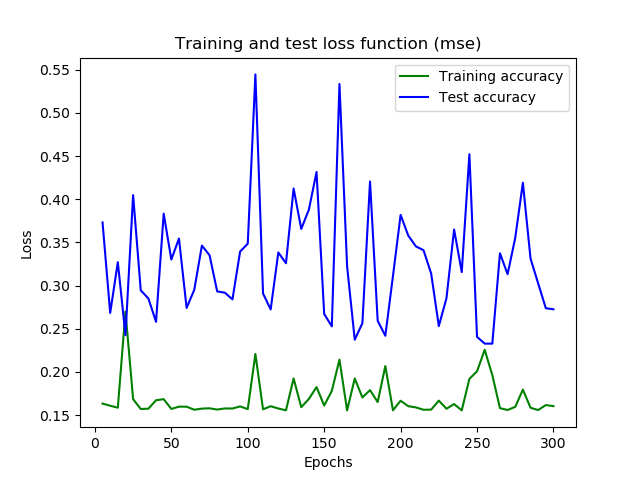 Training and test loss function (mse)
Training accuracy
Test accuracy
Loss
0.55
0.50
0.45
0.40
0.35
0.30
0.25
0.20
0.15
0 50 100 150 200 250 300
Epochs